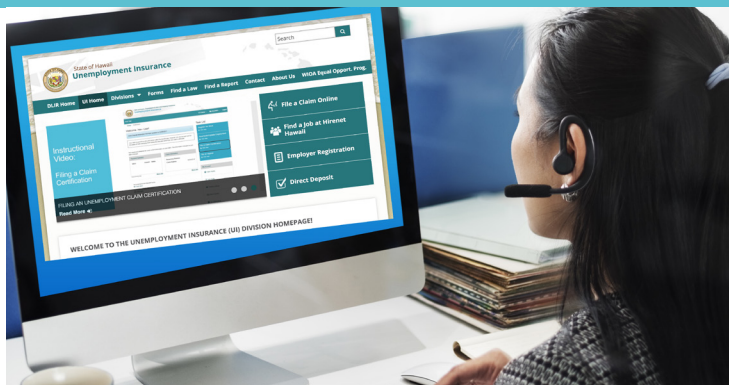 Search
State of Hawaii
Unemployment Insurance
DLIR Home UI Home Divisions Forms Find a Law Find a Report Contact About Us WIOA Equal Opport. Prog.
Instructional
Video:
Filing a Claim
Certification
FILING AN UNEMPLOYMENT CLAIM CERTIFICATION
Read More
File a Claim Online
Find a Job at Hirenet
Hawaii
Employer Registration
Direct Deposit
WELCOME TO THE UNEMPLOYMENT INSURANCE (UI) DIVISION HOMEPAGE!